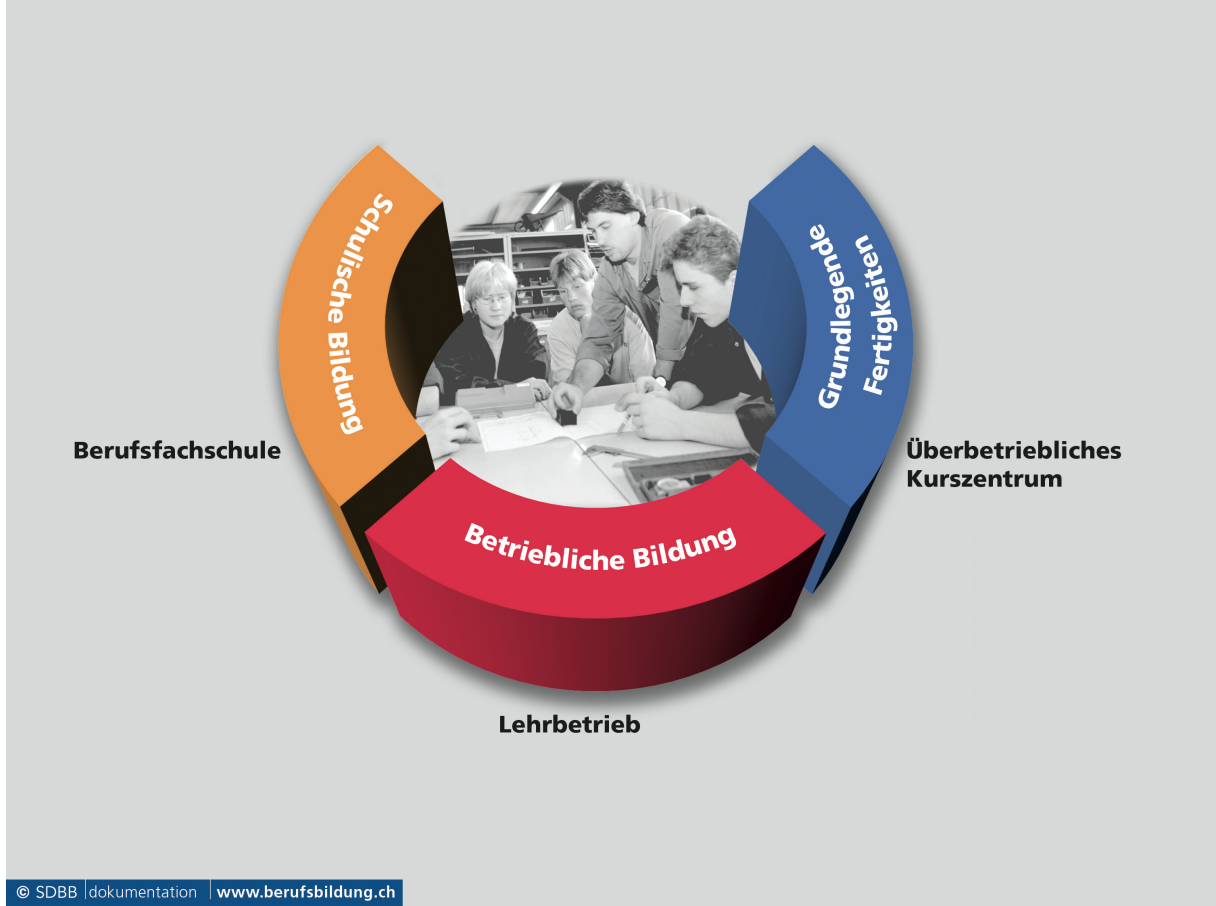 Schulische Bildung
Grundlegende
Fertigkeiten
Berufsfachschule
Überbetriebliches
Kurszentrum
Betriebliche Bildung
Lehrbetrieb
© SDBB dokumentation www.berufsbildung.ch